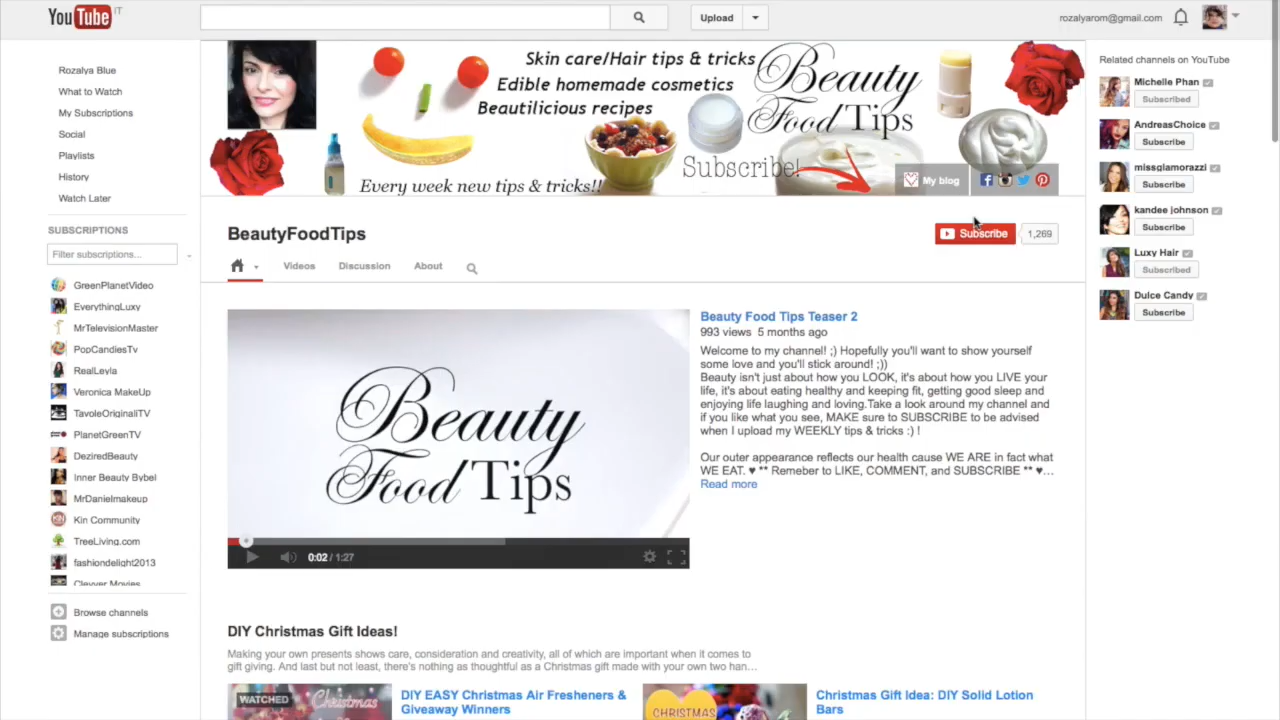 YouTube IT
Upload
rozalyarom@gmail.com
Rozalya Blue
What to Watch
My Subscriptions
Social
Playlists
History
Watch Later
SUBSCRIPTIONS
Filter subscriptions...
GreenPlanetVideo
EverythingLuxy
MrTelevisionMaster
PopCandiesTv
RealLeyla
Veronica MakeUp
TavoleOriginaliTV
PlanetGreenTV
DeziredBeauty
Inner Beauty Bybel
MrDanielmakeup
Kin Community
TreeLiving.com
fashiondelight2013
Clevver Movies
Browse channels
Manage subscriptions
Skin care/Hair tips & tricks
Edible homemade cosmetics
Beautilicious recipes
Beauty
Food Tips
Subscribe!
Every week new tips & tricks!!
My blog
BeautyFoodTips
Subscribe 1,269
Videos Discussion About
Beauty
Food Tips
0:02 / 1:27
Beauty Food Tips Teaser 2
993 views 5 months ago
Welcome to my channel! ;) Hopefully you'll want to show yourself
some love and you'll stick around! ;))
Beauty isn't just about how you LOOK, it's about how you LIVE your
life, it's about eating healthy and keeping fit, getting good sleep and
enjoying life laughing and loving.Take a look around my channel and
if you like what you see, MAKE sure to SUBSCRIBE to be advised
when I upload my WEEKLY tips & tricks :) !
Our outer appearance reflects our health cause WE ARE in fact what
WE EAT. ♥ ** Remeber to LIKE, COMMENT, and SUBSCRIBE ** ♥...
Read more
DIY Christmas Gift Ideas!
Making your own presents shows care, consideration and creativity, all of which are important when it comes to
gift giving. And last but not least, there's nothing as thoughtful as a Christmas gift made with your own two han...
WATCHED
Christmas
DIY EASY Christmas Air Fresheners &
Giveaway Winners
CHRISTMAS
Christmas Gift Idea: DIY Solid Lotion
Bars
Related channels on YouTube
Michelle Phan
Subscribed
AndreasChoice
Subscribe
missglamorazzi
Subscribe
kandee johnson
Subscribe
Luxy Hair
Subscribed
Dulce Candy
Subscribe